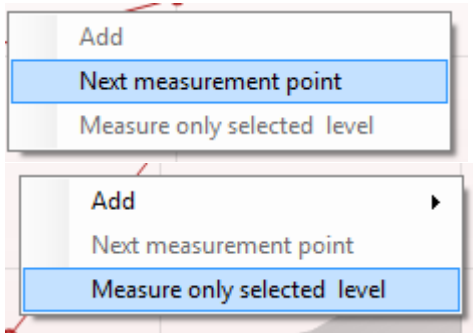 Add
Next measurement point
Measure only selected  level
Add
Next measurement point
Measure only selected  level